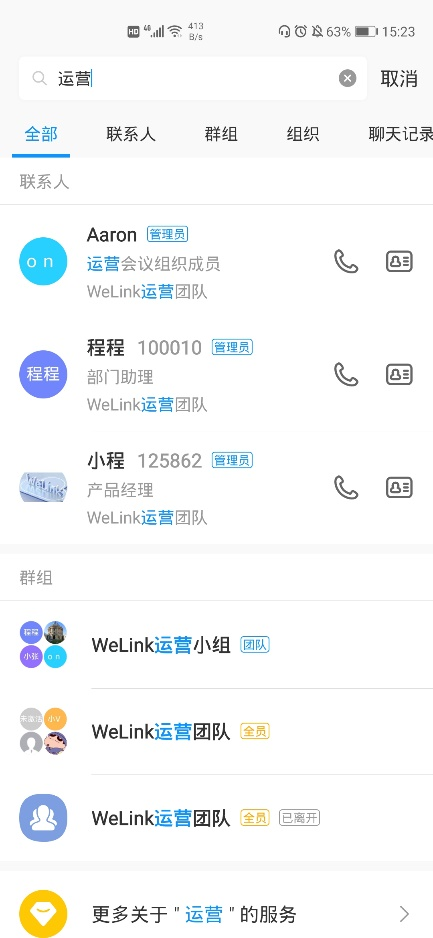 HD 4G 413 B/s 63% 15:23
运营 取消
全部 联系人 群组 组织 聊天记录
联系人
on Aaron 管理员
运营会议组织成员
WeLink运营团队
程程 程程 100010 管理员
部门助理
WeLink运营团队
小程 125862 管理员
产品经理
WeLink运营团队
WeLink
群组
程程
小张 on
WeLink运营小组 团队
小V
WeLink运营团队 全员
WeLink运营团队 全员 已离开
更多关于 " 运营 " 的服务